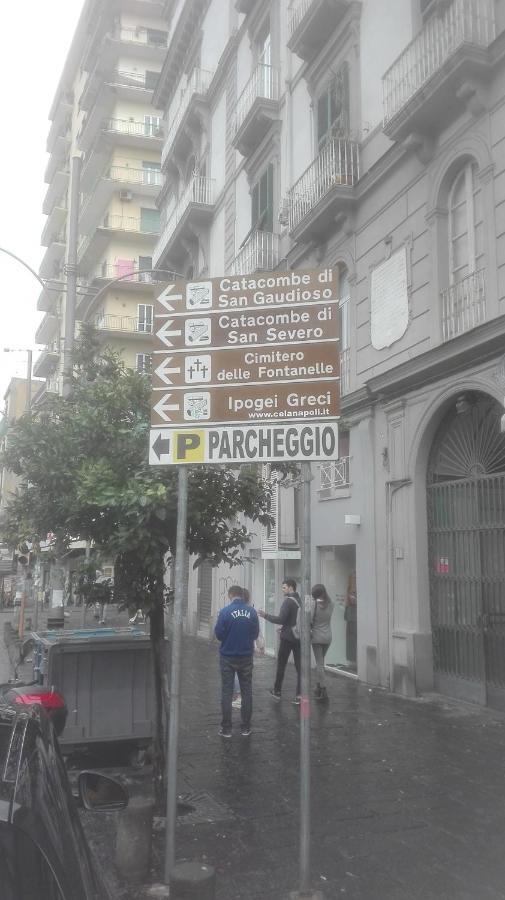 Catacombe di
San Gaudioso
Catacombe di
San Severo
Cimitero
delle Fontanelle
Ipogei Greci
www.celanapoli.it
P PARCHEGGIO
ITALIA